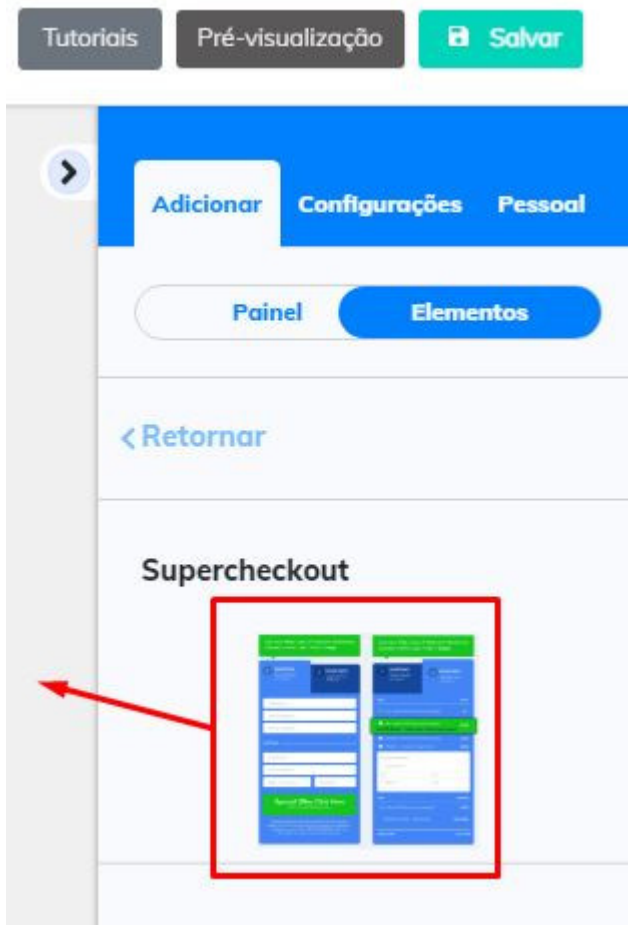 Tutoriais
Pré-visualização
Salvar
Adicionar
Configurações
Pessoal
Painel
Elementos
Retornar
Supercheckout